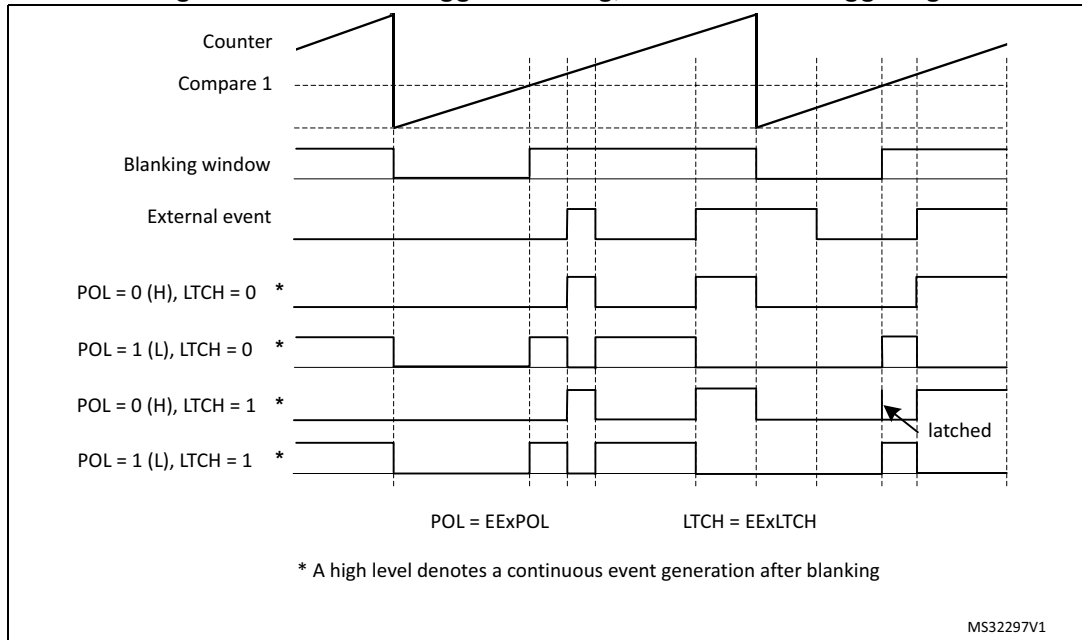 Counter
Compare 1
Blanking window
External event
POL = 0 (H), LTCH = 0 *
POL = 1 (L), LTCH = 0 *
POL = 0 (H), LTCH = 1 *
latched
POL = 1 (L), LTCH = 1 *
POL = EExPOL LTCH = EExLTCH
* A high level denotes a continuous event generation after blanking
MS32297V1